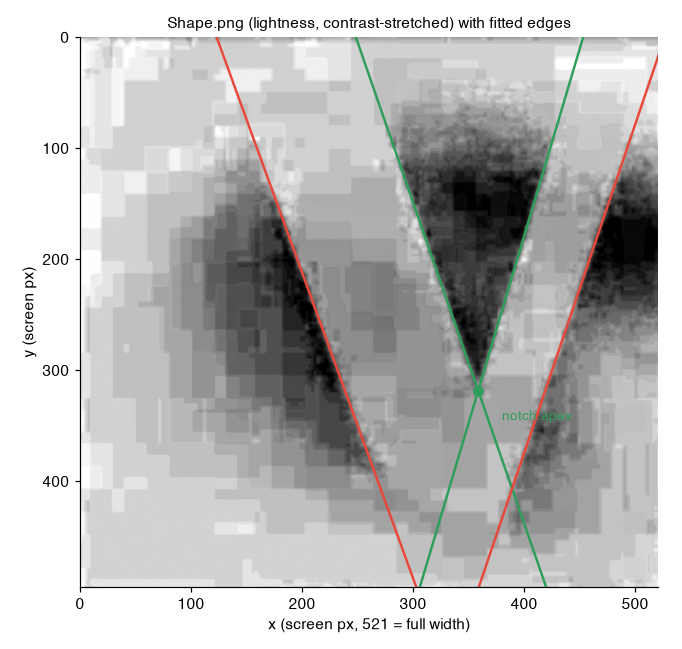 Shape.png (lightness, contrast-stretched) with fitted edges
0
100
200
300
400
y (screen px)
notch apex
0 100 200 300 400 500
x (screen px, 521 = full width)